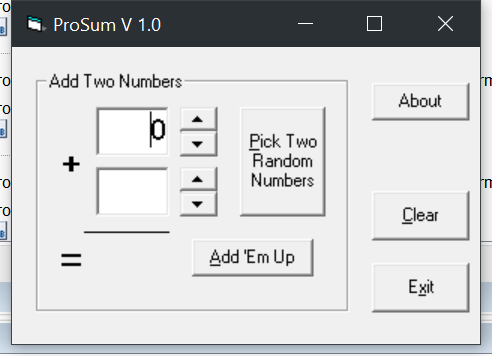 ProSum V 1.0
Add Two Numbers
0
+
=
Pick Two
Random
Numbers
Add 'Em Up
About
Clear
Exit